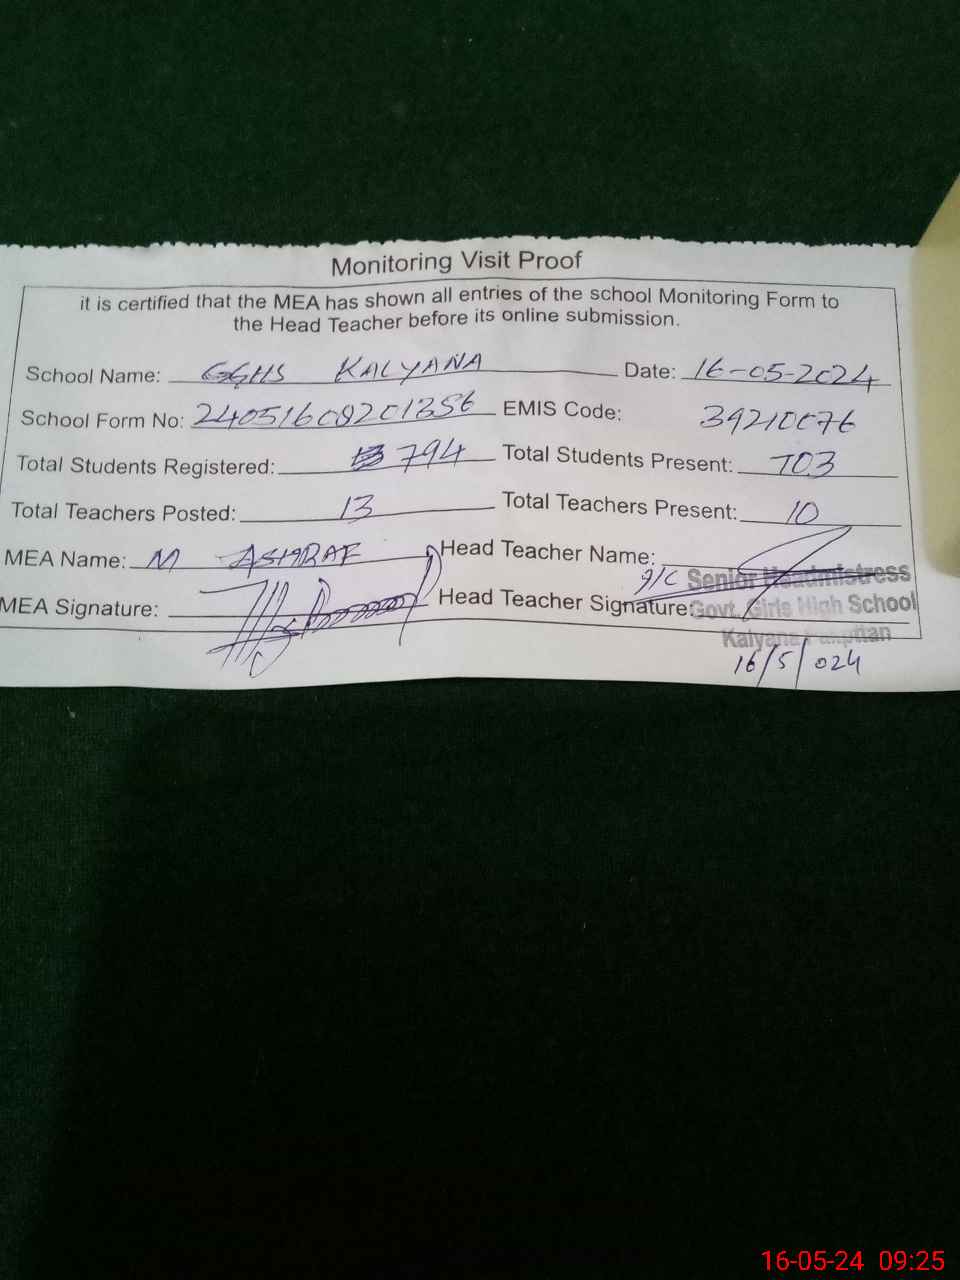 Monitoring Visit Proof
it is certified that the MEA has shown all entries of the school Monitoring Form to
the Head Teacher before its online submission.
School Name: GGHS KALYANA Date: 16-05-2024
School Form No: 24051608201356 EMIS Code: 39210076
Total Students Registered: 794 Total Students Present: 703
Total Teachers Posted: 13 Total Teachers Present: 10
MEA Name: M ASHRAF Head Teacher Name:
I/C Senior Headmistress
MEA Signature: Head Teacher Signature:
Govt. Girls High School
Kalyana Pakpttan
16/5/024
16-05-24 09:25